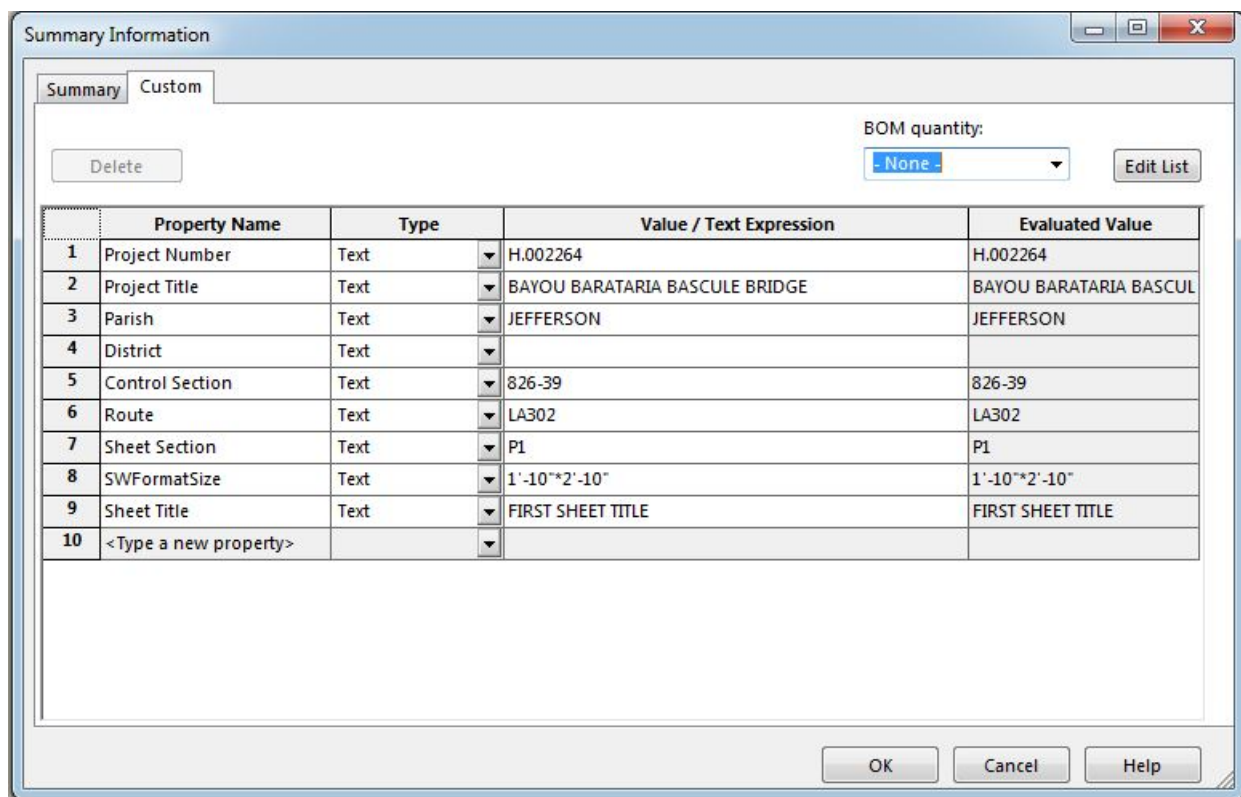 Summary Information
Summary Custom
BOM quantity:
Delete - None - Edit List
Property Name Type Value / Text Expression Evaluated Value
1 Project Number Text H.002264 H.002264
2 Project Title Text BAYOU BARATARIA BASCULE BRIDGE BAYOU BARATARIA BASCUL
3 Parish Text JEFFERSON JEFFERSON
4 District Text
5 Control Section Text 826-39 826-39
6 Route Text LA302 LA302
7 Sheet Section Text P1 P1
8 SWFormatSize Text 1'-10"*2'-10" 1'-10"*2'-10"
9 Sheet Title Text FIRST SHEET TITLE FIRST SHEET TITLE
10 <Type a new property>
OK Cancel Help